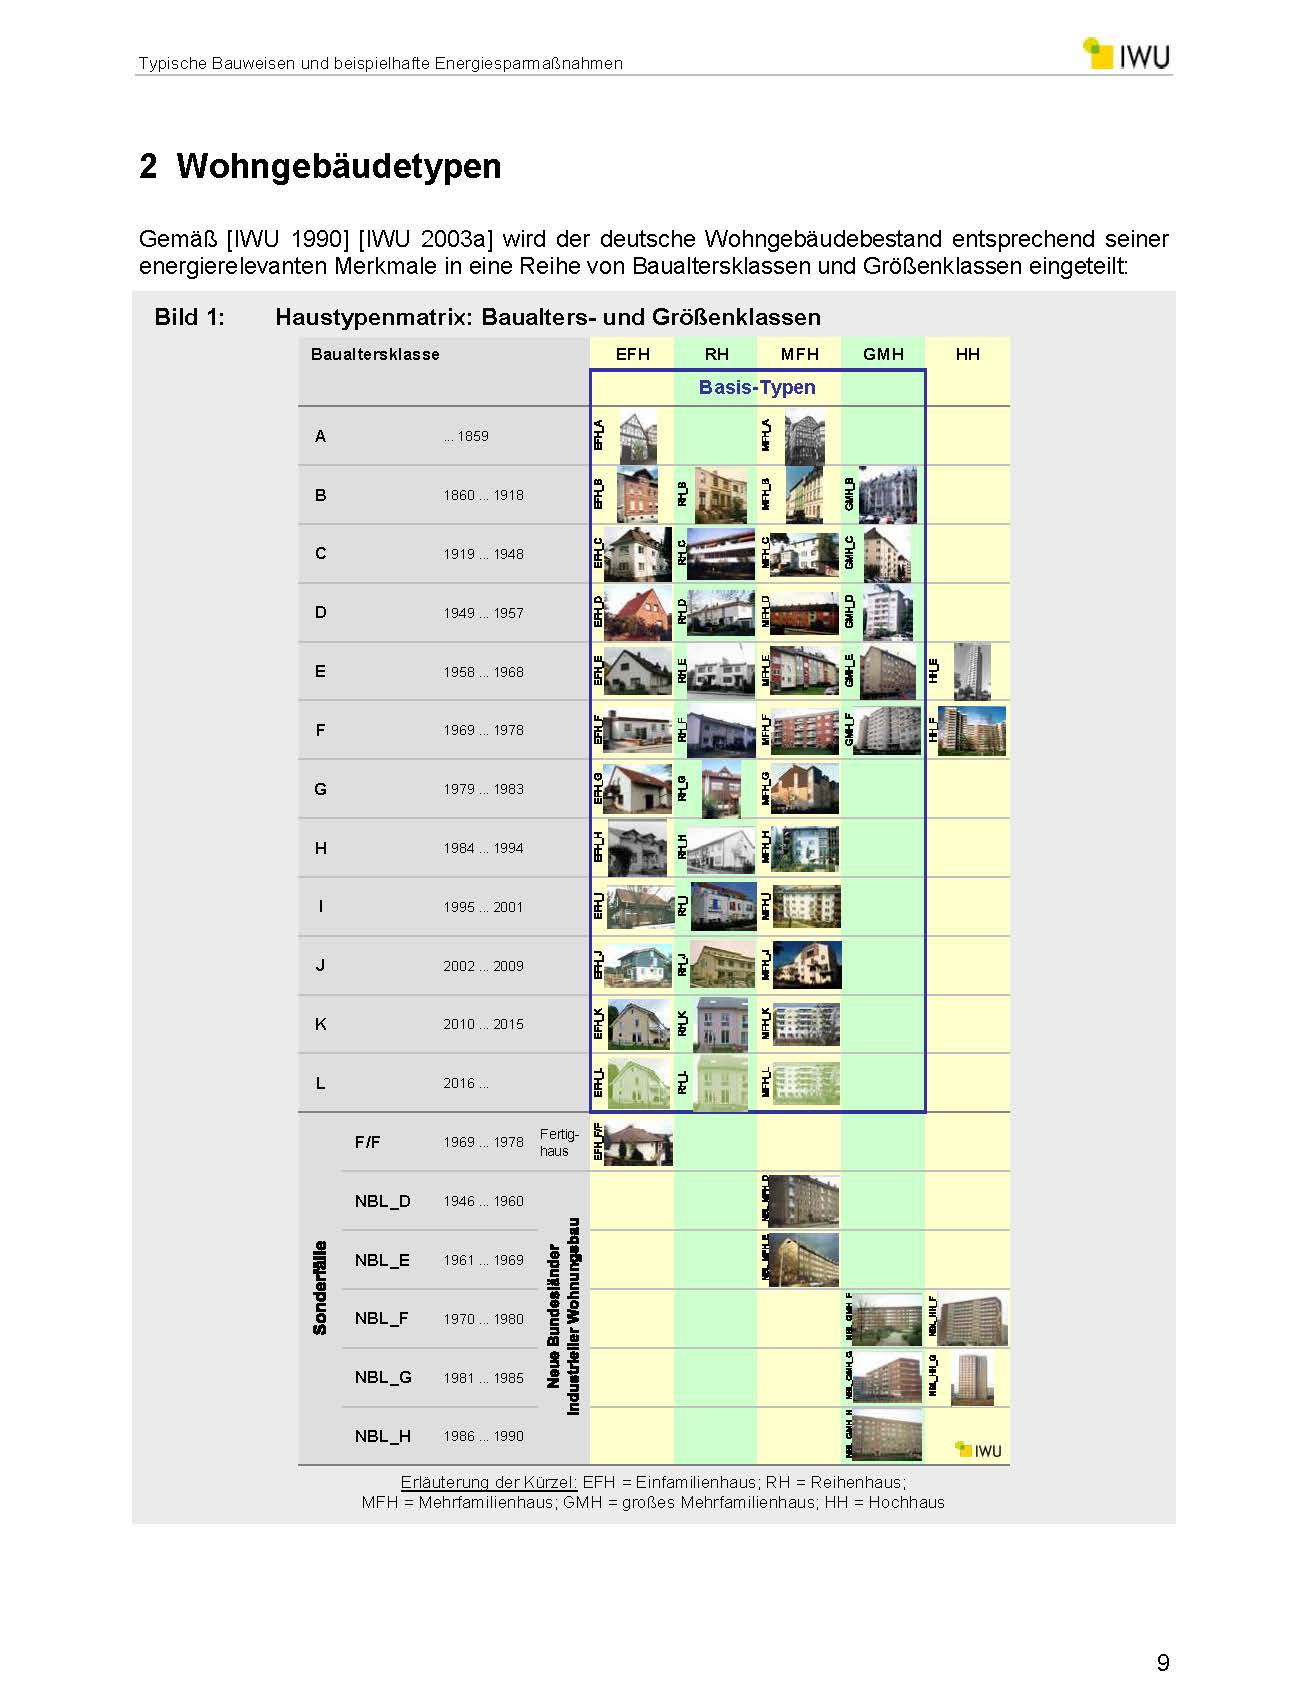 Typische Bauweisen und beispielhafte Energiesparmaßnahmen
IWU
2 Wohngebäudetypen
Gemäß [IWU 1990] [IWU 2003a] wird der deutsche Wohngebäudebestand entsprechend seiner
energierelevanten Merkmale in eine Reihe von Baualtersklassen und Größenklassen eingeteilt:
Bild 1: Haustypenmatrix: Baualters- und Größenklassen
Baualtersklasse EFH RH MFH GMH HH
Basis-Typen
A ... 1859 EFH_A MFH_A
B 1860 ... 1918 EFH_B RH_B MFH_B GMH_B
C 1919 ... 1948 EFH_C RH_C MFH_C GMH_C
D 1949 ... 1957 EFH_D RH_D MFH_D GMH_D
E 1958 ... 1968 EFH_E RH_E MFH_E GMH_E HH_E
F 1969 ... 1978 EFH_F RH_F MFH_F GMH_F HH_F
G 1979 ... 1983 EFH_G RH_G MFH_G
H 1984 ... 1994 EFH_H RH_H MFH_H
I 1995 ... 2001 EFH_I RH_I MFH_I
J 2002 ... 2009 EFH_J RH_J MFH_J
K 2010 ... 2015 EFH_K RH_K MFH_K
L 2016 ... EFH_L RH_L MFH_L
Sonderfälle
F/F 1969 ... 1978 Fertig-
haus EFH_F/F
Neue Bundesländer
Industrieller Wohnungsbau
NBL_D 1946 ... 1960 NBL_MFH_D
NBL_E 1961 ... 1969 NBL_MFH_E
NBL_F 1970 ... 1980 NBL_GMH_F NBL_HH_F
NBL_G 1981 ... 1985 NBL_GMH_G NBL_HH_G
NBL_H 1986 ... 1990 NBL_GMH_H
IWU
Erläuterung der Kürzel: EFH = Einfamilienhaus; RH = Reihenhaus;
MFH = Mehrfamilienhaus; GMH = großes Mehrfamilienhaus; HH = Hochhaus
9